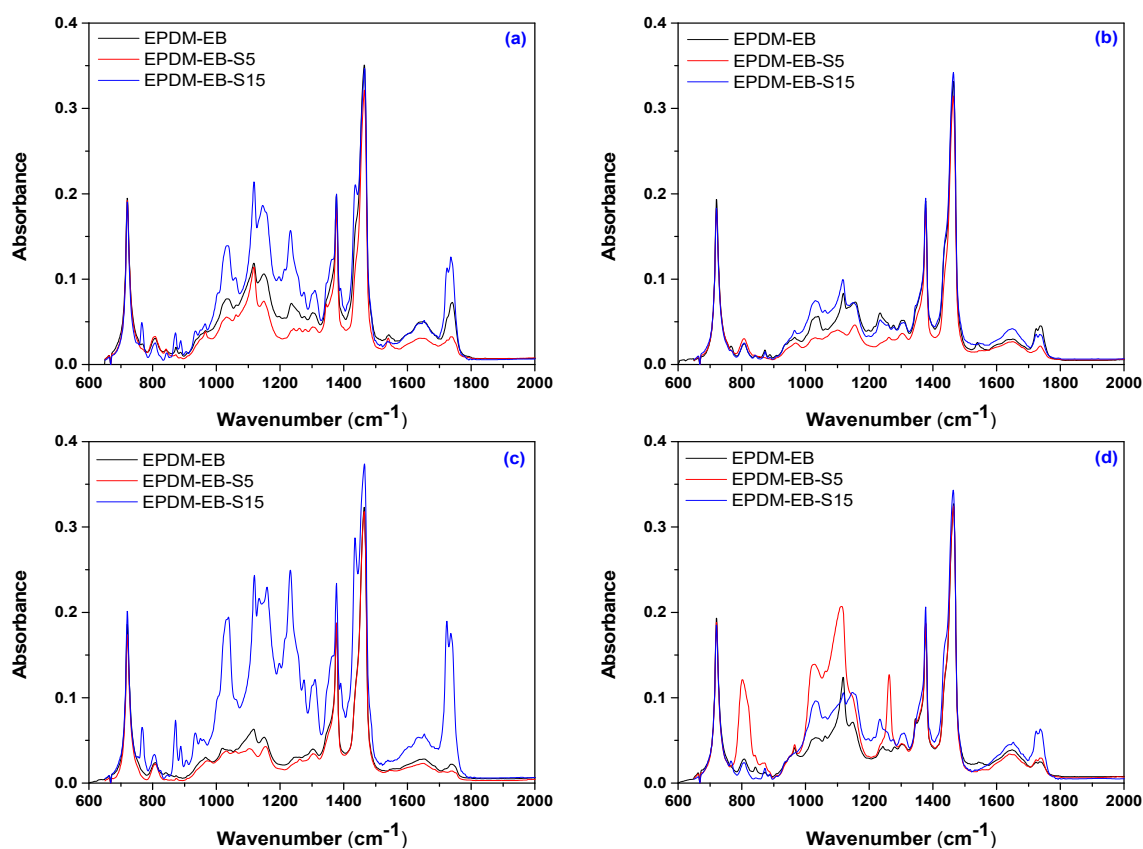 (a)
EPDM-EB
EPDM-EB-S5
EPDM-EB-S15
Absorbance
0.4
0.3
0.2
0.1
0.0
600 800 1000 1200 1400 1600 1800 2000
Wavenumber (cm-1)
(b)
EPDM-EB
EPDM-EB-S5
EPDM-EB-S15
Absorbance
0.4
0.3
0.2
0.1
0.0
600 800 1000 1200 1400 1600 1800 2000
Wavenumber (cm-1)
(c)
EPDM-EB
EPDM-EB-S5
EPDM-EB-S15
Absorbance
0.4
0.3
0.2
0.1
0.0
600 800 1000 1200 1400 1600 1800 2000
Wavenumber (cm-1)
(d)
EPDM-EB
EPDM-EB-S5
EPDM-EB-S15
Absorbance
0.4
0.3
0.2
0.1
0.0
600 800 1000 1200 1400 1600 1800 2000
Wavenumber (cm-1)